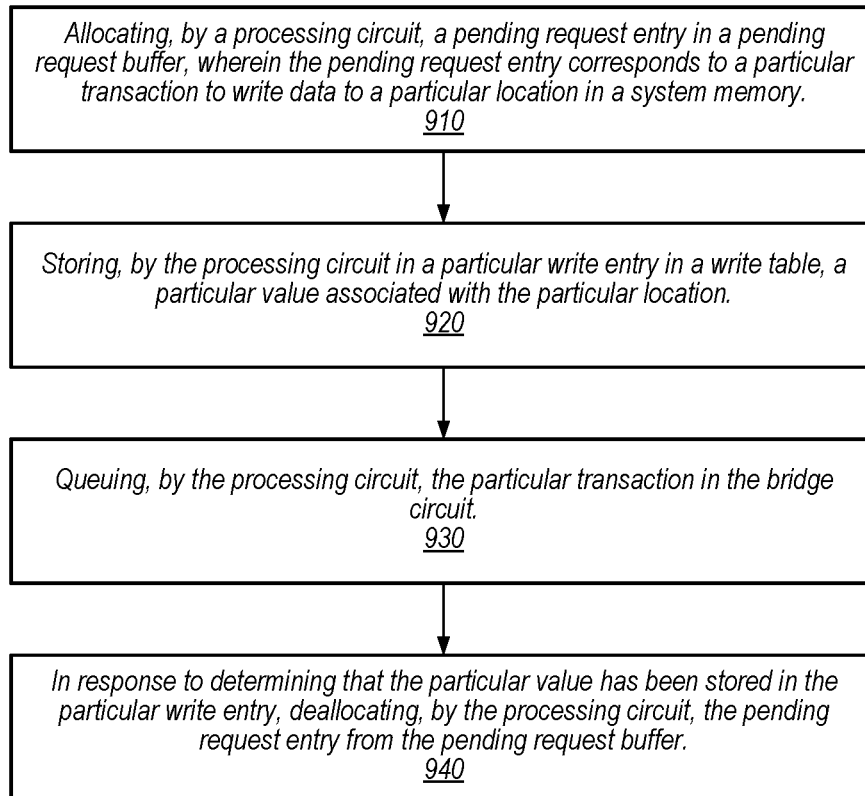 Allocating, by a processing circuit, a pending request entry in a pending
request buffer, wherein the pending request entry corresponds to a particular
transaction to write data to a particular location in a system memory.
910
Storing, by the processing circuit in a particular write entry in a write table, a
particular value associated with the particular location.
920
Queuing, by the processing circuit, the particular transaction in the bridge
circuit.
930
In response to determining that the particular value has been stored in the
particular write entry, deallocating, by the processing circuit, the pending
request entry from the pending request buffer.
940